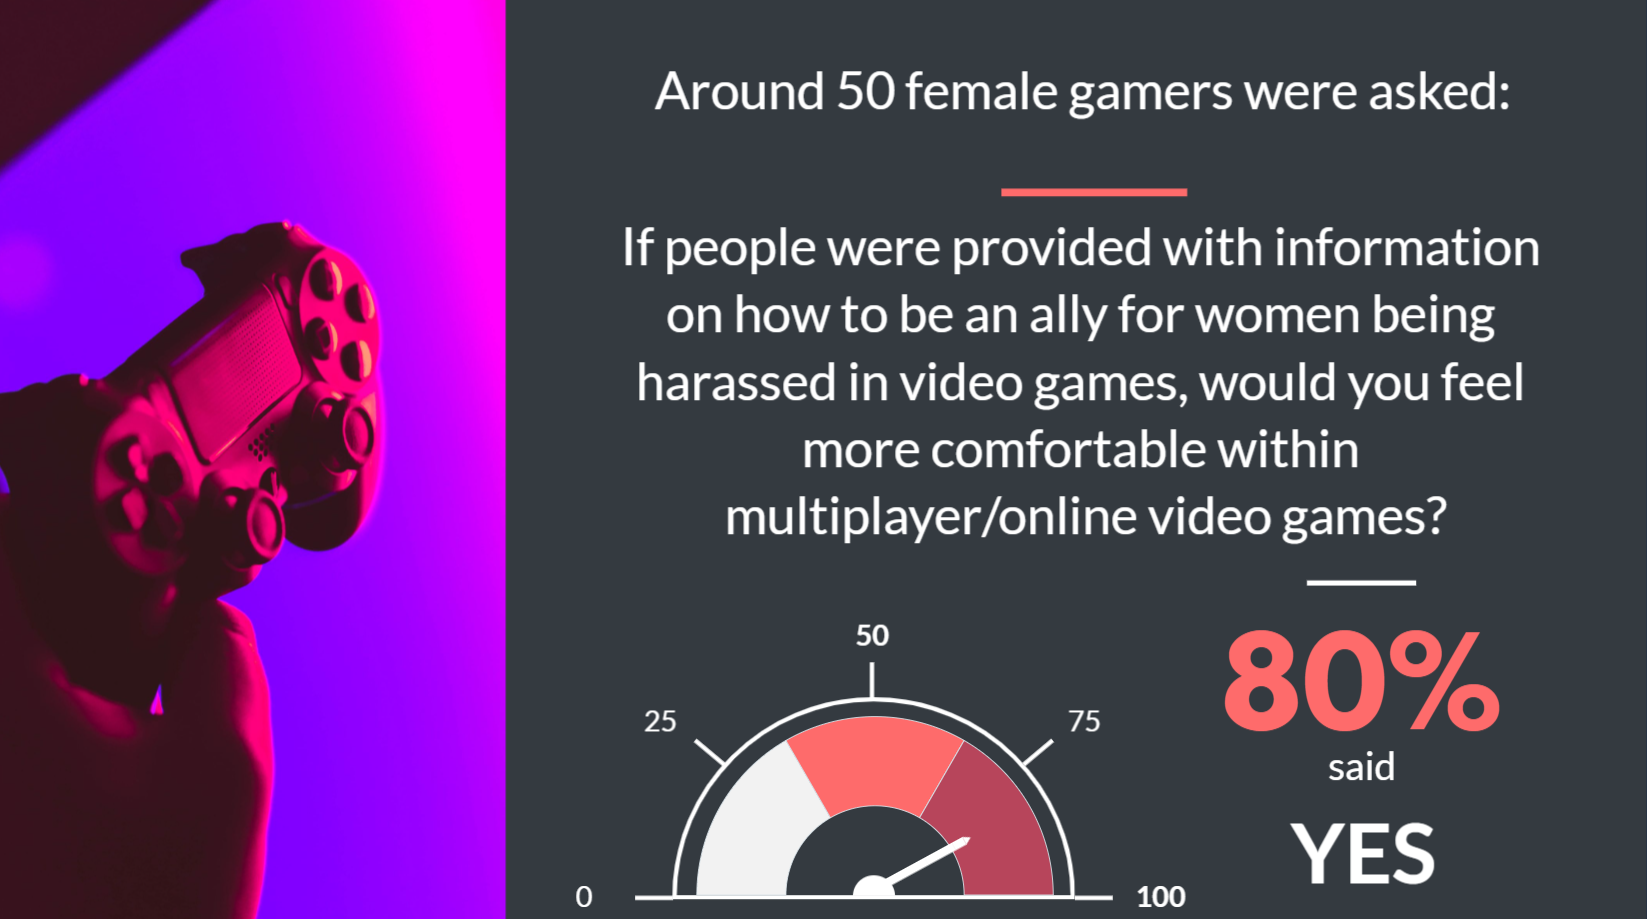 Around 50 female gamers were asked:
If people were provided with information
on how to be an ally for women being
harassed in video games, would you feel
more comfortable within
multiplayer/online video games?
50
25
75
0
100
80%
said
YES